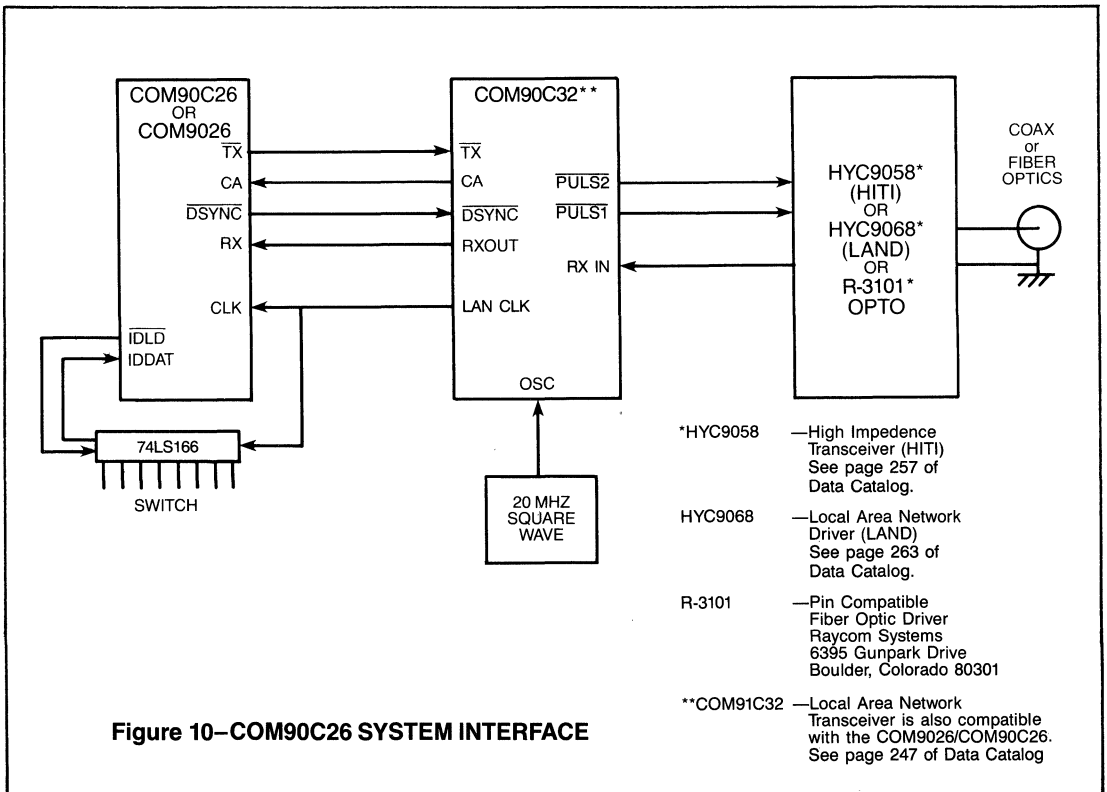 COM90C26
OR
COM9026
TX
CA
DSYNC
RX
CLK
IDLD
IDDAT
74LS166
SWITCH
COM90C32**
TX
CA
DSYNC
RXOUT
LAN CLK
PULS2
PULS1
RX IN
OSC
20 MHZ
SQUARE
WAVE
HYC9058*
(HITI)
OR
HYC9068*
(LAND)
OR
R-3101*
OPTO
COAX
or
FIBER
OPTICS
*HYC9058 —High Impedence
Transceiver (HITI)
See page 257 of
Data Catalog.
HYC9068 —Local Area Network
Driver (LAND)
See page 263 of
Data Catalog.
R-3101 —Pin Compatible
Fiber Optic Driver
Raycom Systems
6395 Gunpark Drive
Boulder, Colorado 80301
**COM91C32 —Local Area Network
Transceiver is also compatible
with the COM9026/COM90C26.
See page 247 of Data Catalog
Figure 10–COM90C26 SYSTEM INTERFACE